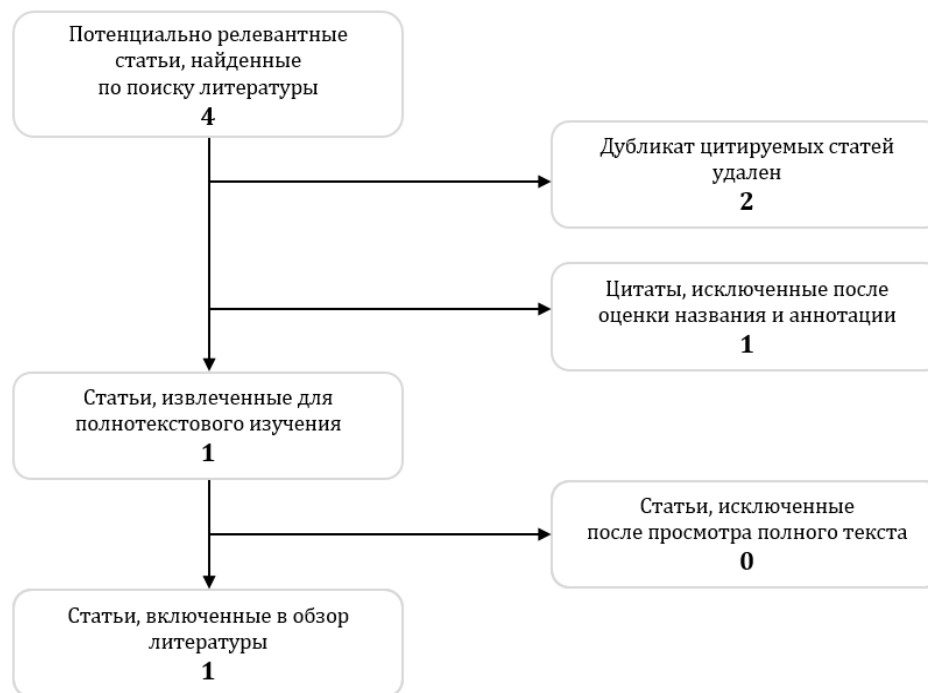 Потенциально релевантные
статьи, найденные
по поиску литературы
4
Дубликат цитируемых статей
удален
2
Цитаты, исключенные после
оценки названия и аннотации
1
Статьи, извлеченные для
полнотекстового изучения
1
Статьи, исключенные
после просмотра полного текста
0
Статьи, включенные в обзор
литературы
1